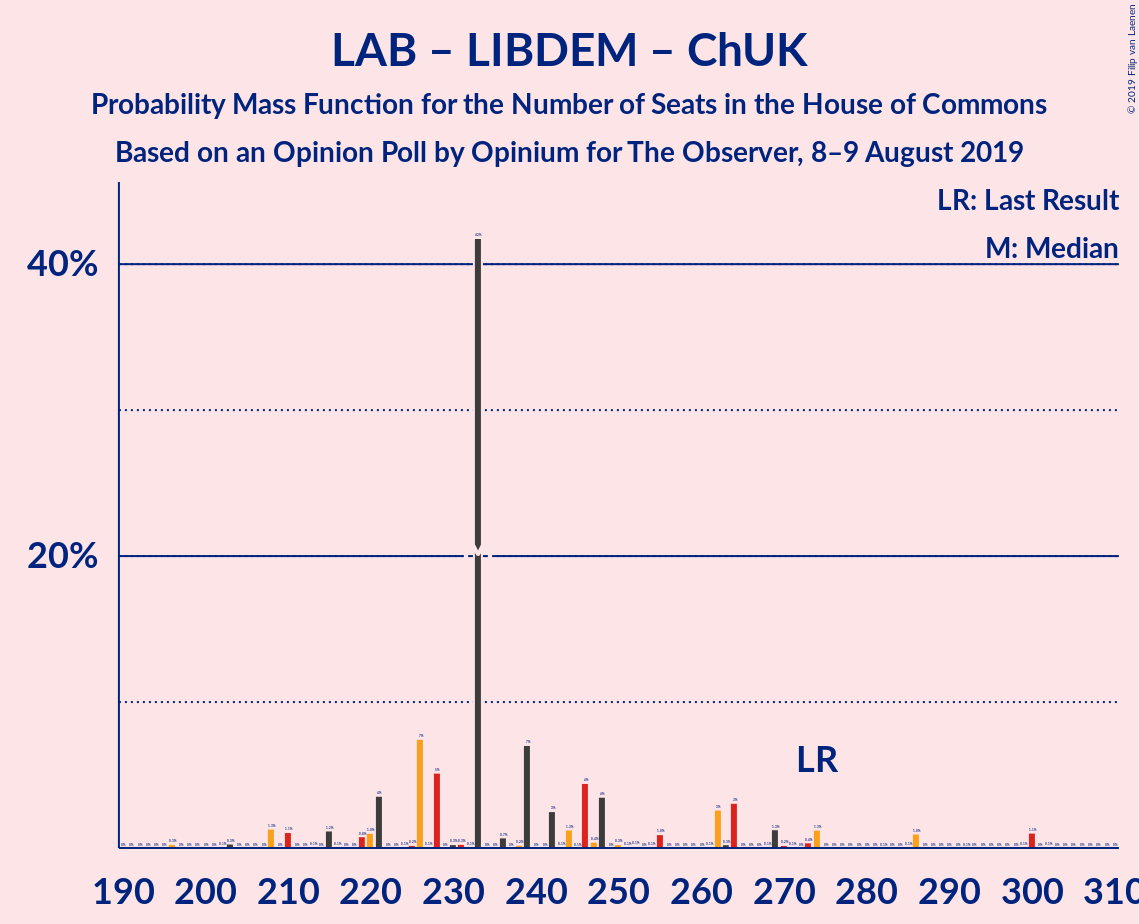 LAB – LIBDEM – ChUK
Probability Mass Function for the Number of Seats in the House of Commons
Based on an Opinion Poll by Opinium for The Observer, 8–9 August 2019
© 2019 Filip van Laenen
LR: Last Result
M: Median
40%
20%
LR
190 200 210 220 230 240 250 260 270 280 290 300 310